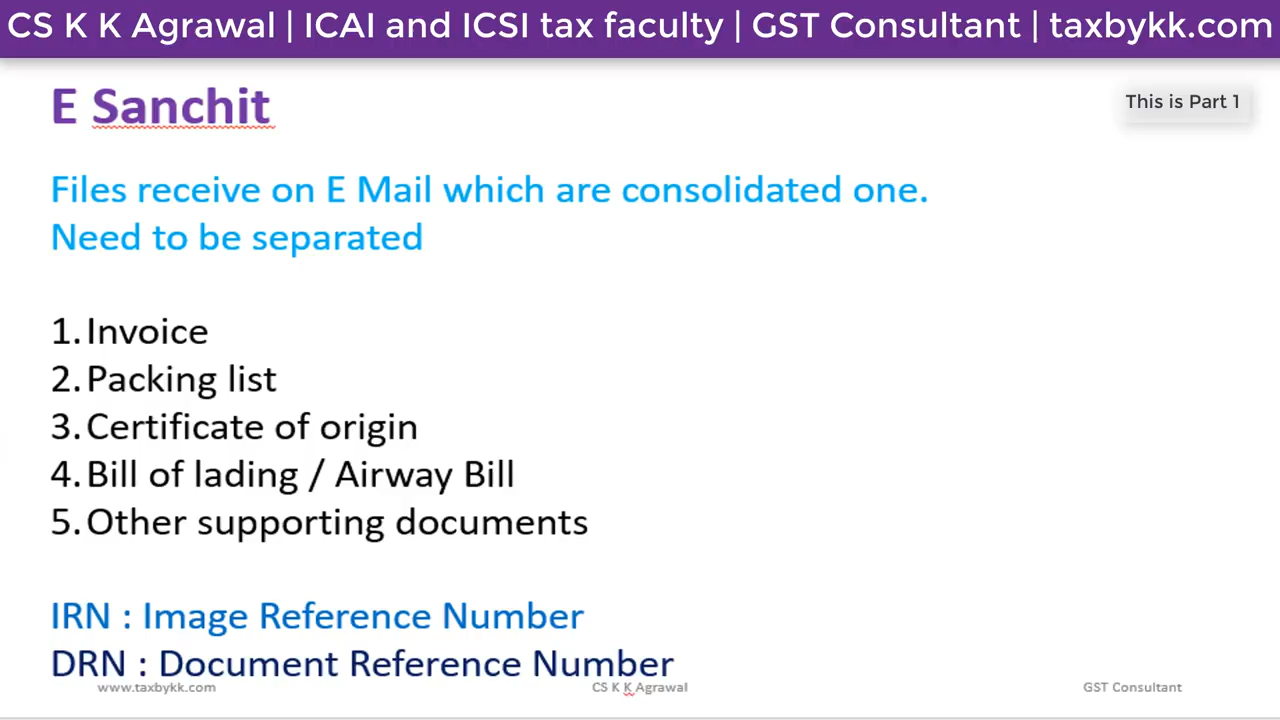 CS K K Agrawal | ICAI and ICSI tax faculty | GST Consultant | taxbykk.com
E Sanchit
This is Part 1
Files receive on E Mail which are consolidated one.
Need to be separated
1. Invoice
2. Packing list
3. Certificate of origin
4. Bill of lading / Airway Bill
5. Other supporting documents
IRN : Image Reference Number
DRN : Document Reference Number
www.taxbykk.com CS K K Agrawal GST Consultant